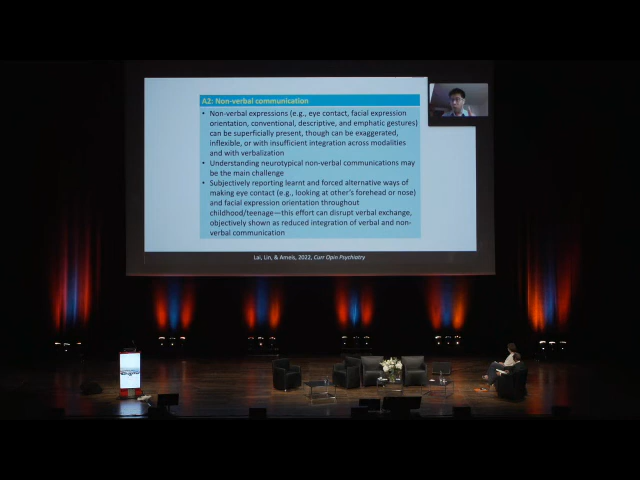 A2: Non-verbal communication
• Non-verbal expressions (e.g., eye contact, facial expression
orientation, conventional, descriptive, and emphatic gestures)
can be superficially present, though can be exaggerated,
inflexible, or with insufficient integration across modalities
and with verbalization
• Understanding neurotypical non-verbal communications may
be the main challenge
• Subjectively reporting learnt and forced alternative ways of
making eye contact (e.g., looking at other's forehead or nose)
and facial expression orientation throughout
childhood/teenage—this effort can disrupt verbal exchange,
objectively shown as reduced integration of verbal and non-
verbal communication
Lai, Lin, & Ameis, 2022, Curr Opin Psychiatry